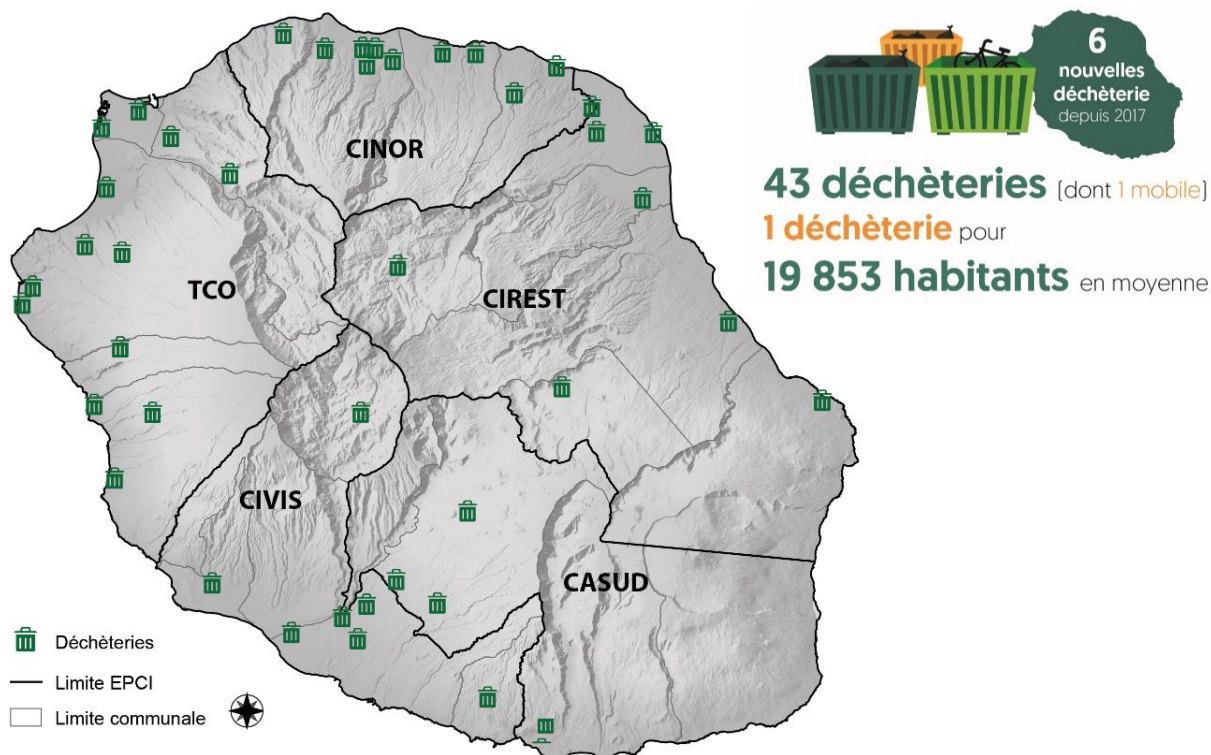 CINOR
TCO
CIREST
CIVIS
CASUD
Déchèteries
Limite EPCI
Limite communale
6
nouvelles
déchèterie
depuis 2017
43 déchèteries [dont 1 mobile]
1 déchèterie pour
19 853 habitants en moyenne